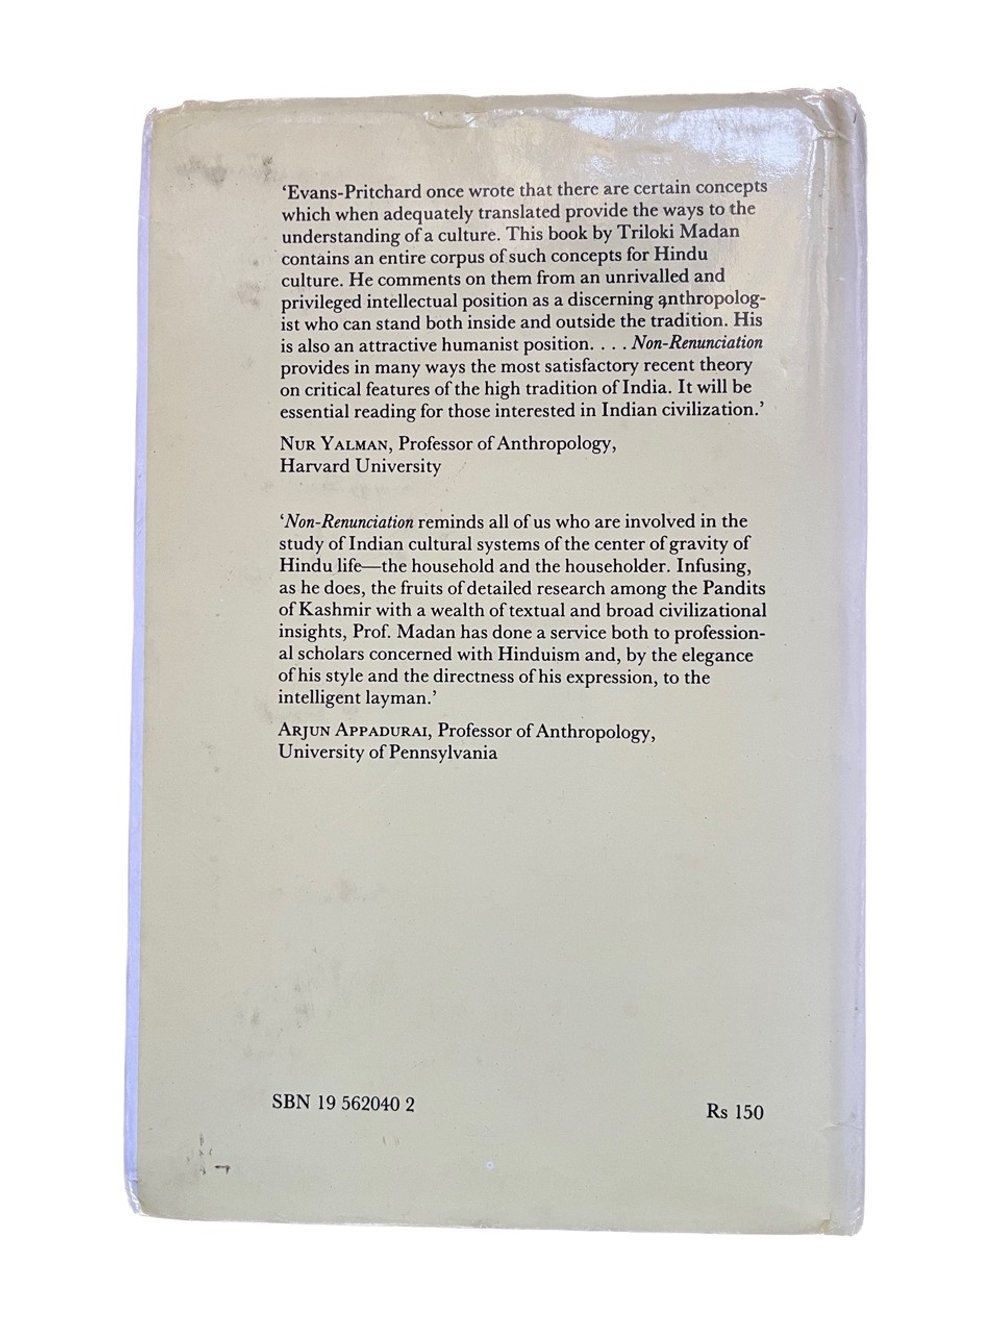 ‘Evans-Pritchard once wrote that there are certain concepts
which when adequately translated provide the ways to the
understanding of a culture. This book by Triloki Madan
contains an entire corpus of such concepts for Hindu
culture. He comments on them from an unrivalled and
privileged intellectual position as a discerning anthropolog-
ist who can stand both inside and outside the tradition. His
is also an attractive humanist position. . . . Non-Renunciation
provides in many ways the most satisfactory recent theory
on critical features of the high tradition of India. It will be
essential reading for those interested in Indian civilization.’
NUR YALMAN, Professor of Anthropology,
Harvard University
‘Non-Renunciation reminds all of us who are involved in the
study of Indian cultural systems of the center of gravity of
Hindu life—the household and the householder. Infusing,
as he does, the fruits of detailed research among the Pandits
of Kashmir with a wealth of textual and broad civilizational
insights, Prof. Madan has done a service both to profession-
al scholars concerned with Hinduism and, by the elegance
of his style and the directness of his expression, to the
intelligent layman.’
ARJUN APPADURAI, Professor of Anthropology,
University of Pennsylvania
SBN 19 562040 2
Rs 150